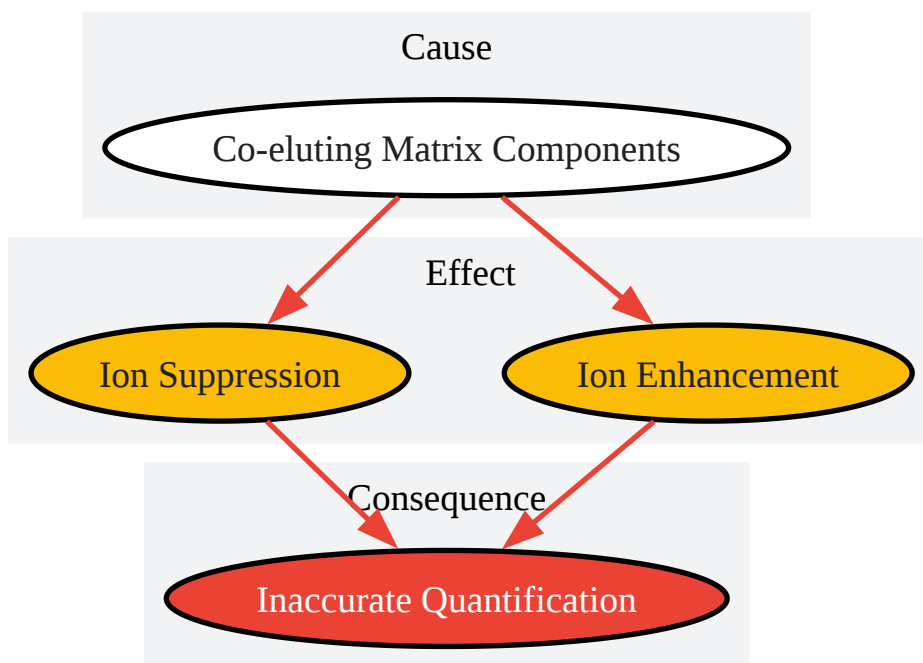 Cause
Co-eluting Matrix Components
Effect
Ion Suppression
Ion Enhancement
Consequence
Inaccurate Quantification